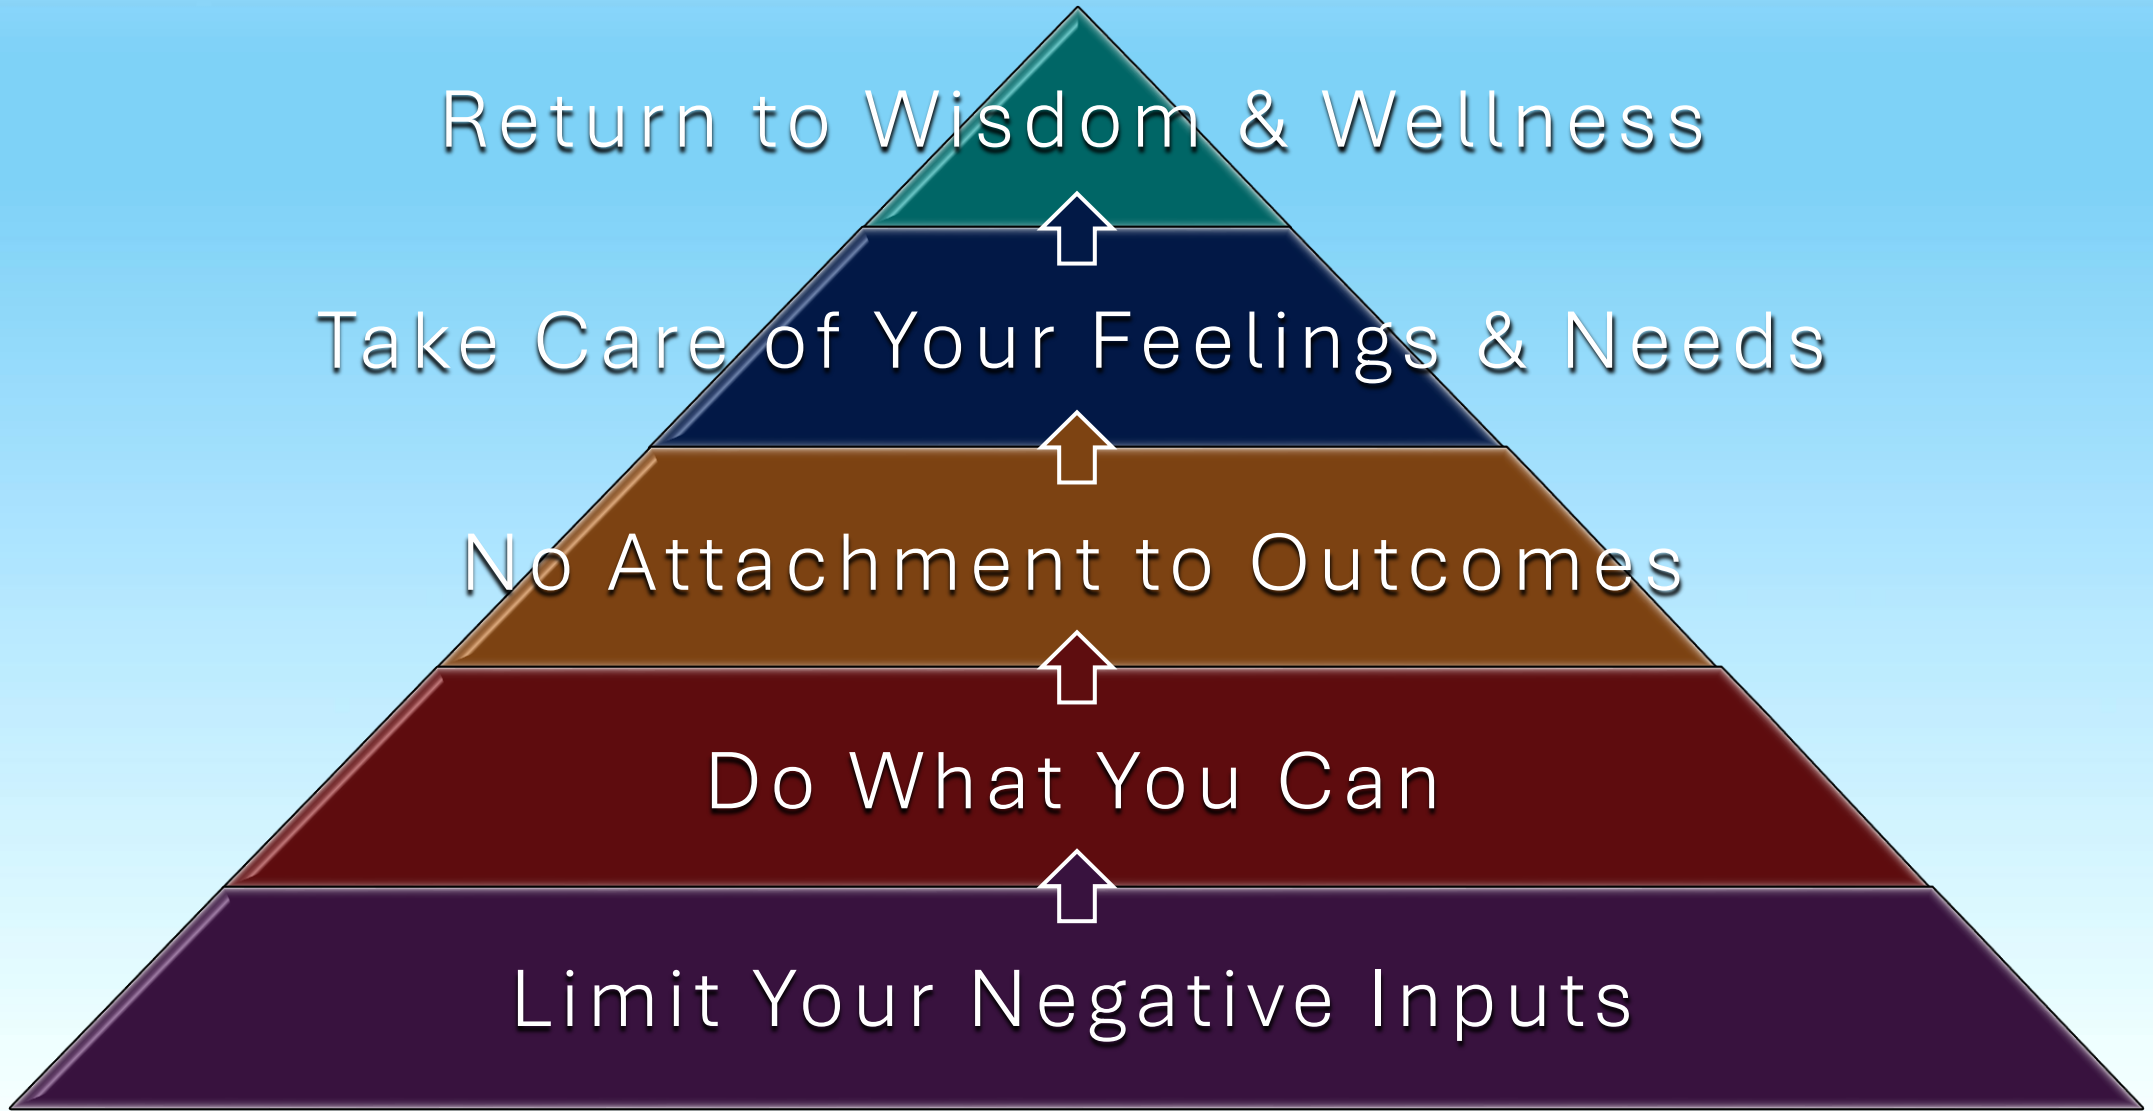 Return to Wisdom & Wellness
Take Care of Your Feelings & Needs
No Attachment to Outcomes
Do What You Can
Limit Your Negative Inputs